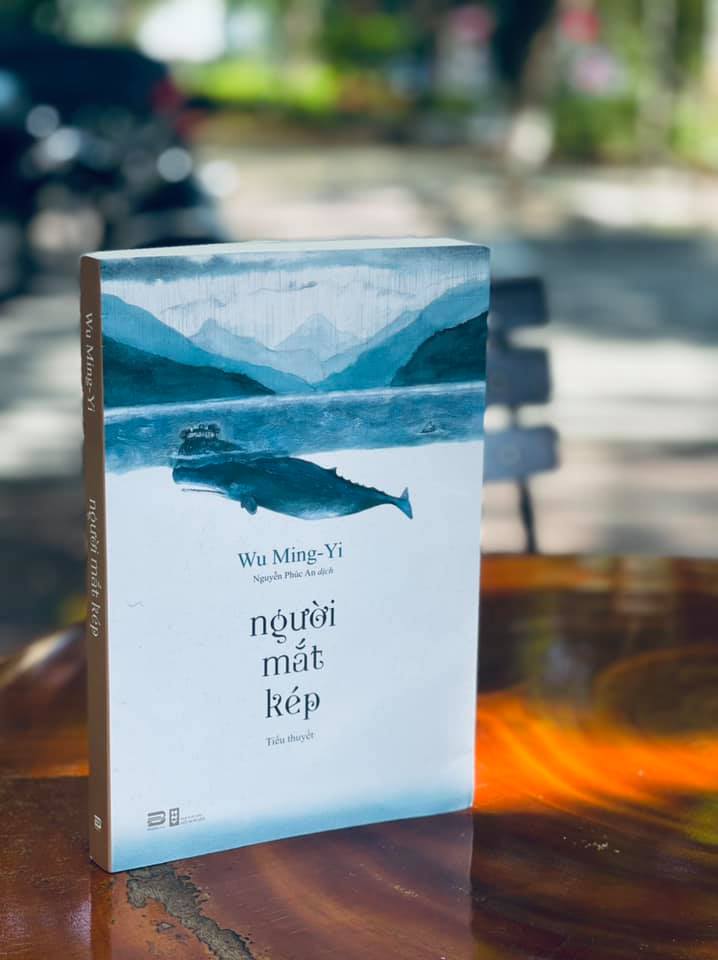 Wu Ming-Yi
người mắt kép
Wu Ming-Yi
Nguyễn Phúc An dịch
người
mắt
kép
Tiểu thuyết